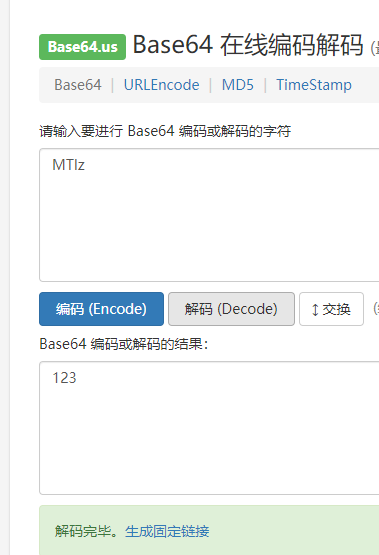 Base64.us Base64 在线编码解码
Base64 | URLEncode | MD5 | TimeStamp
请输入要进行 Base64 编码或解码的字符
MTIz
编码 (Encode) 解码 (Decode) ↕ 交换
Base64 编码或解码的结果：
123
解码完毕。生成固定链接